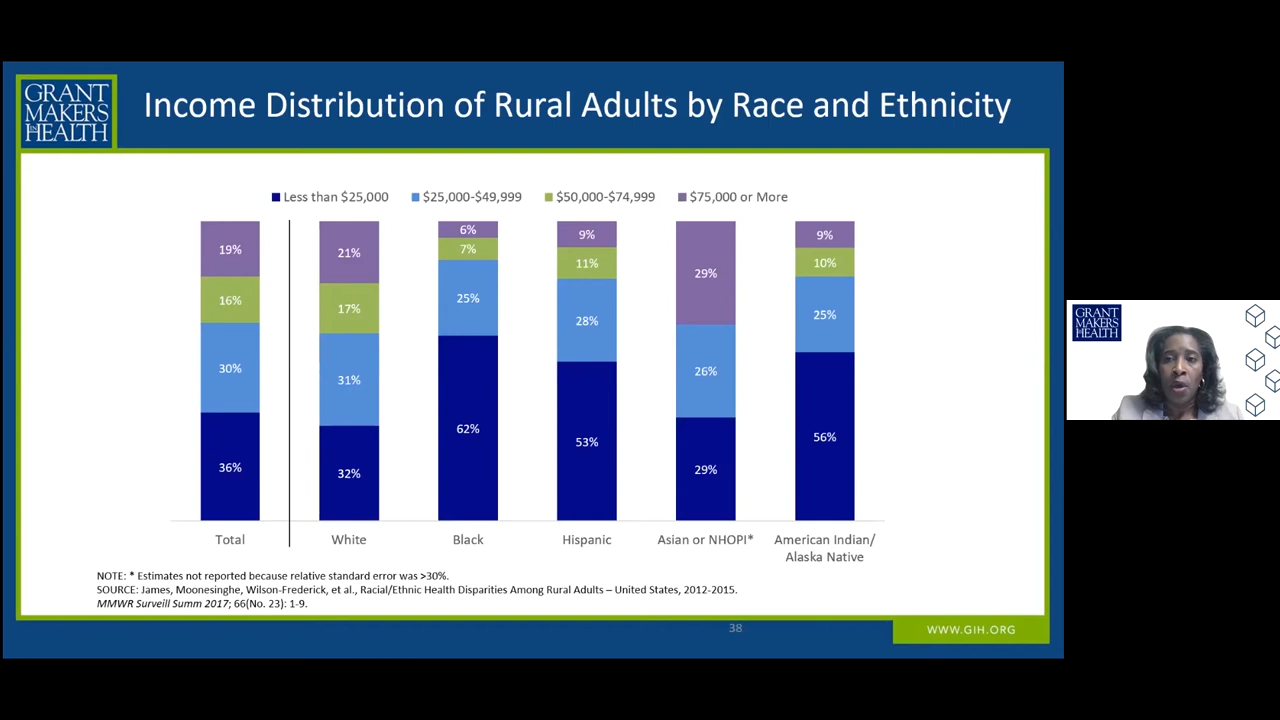 GRANT
MAKERS
IN
HEALTH
Income Distribution of Rural Adults by Race and Ethnicity
Less than $25,000 $25,000-$49,999 $50,000-$74,999 $75,000 or More
19% 21% 6% 9% 29% 9%
16% 17% 7% 11% 10%
30% 31% 25% 28% 26% 25%
36% 32% 62% 53% 29% 56%
Total White Black Hispanic Asian or NHOPI* American Indian/
Alaska Native
NOTE: * Estimates not reported because relative standard error was >30%.
SOURCE: James, Moonesinghe, Wilson-Frederick, et al., Racial/Ethnic Health Disparities Among Rural Adults – United States, 2012-2015.
MMWR Surveill Summ 2017; 66(No. 23): 1-9.
38
WWW.GIH.ORG
GRANT
MAKERS
IN
HEALTH